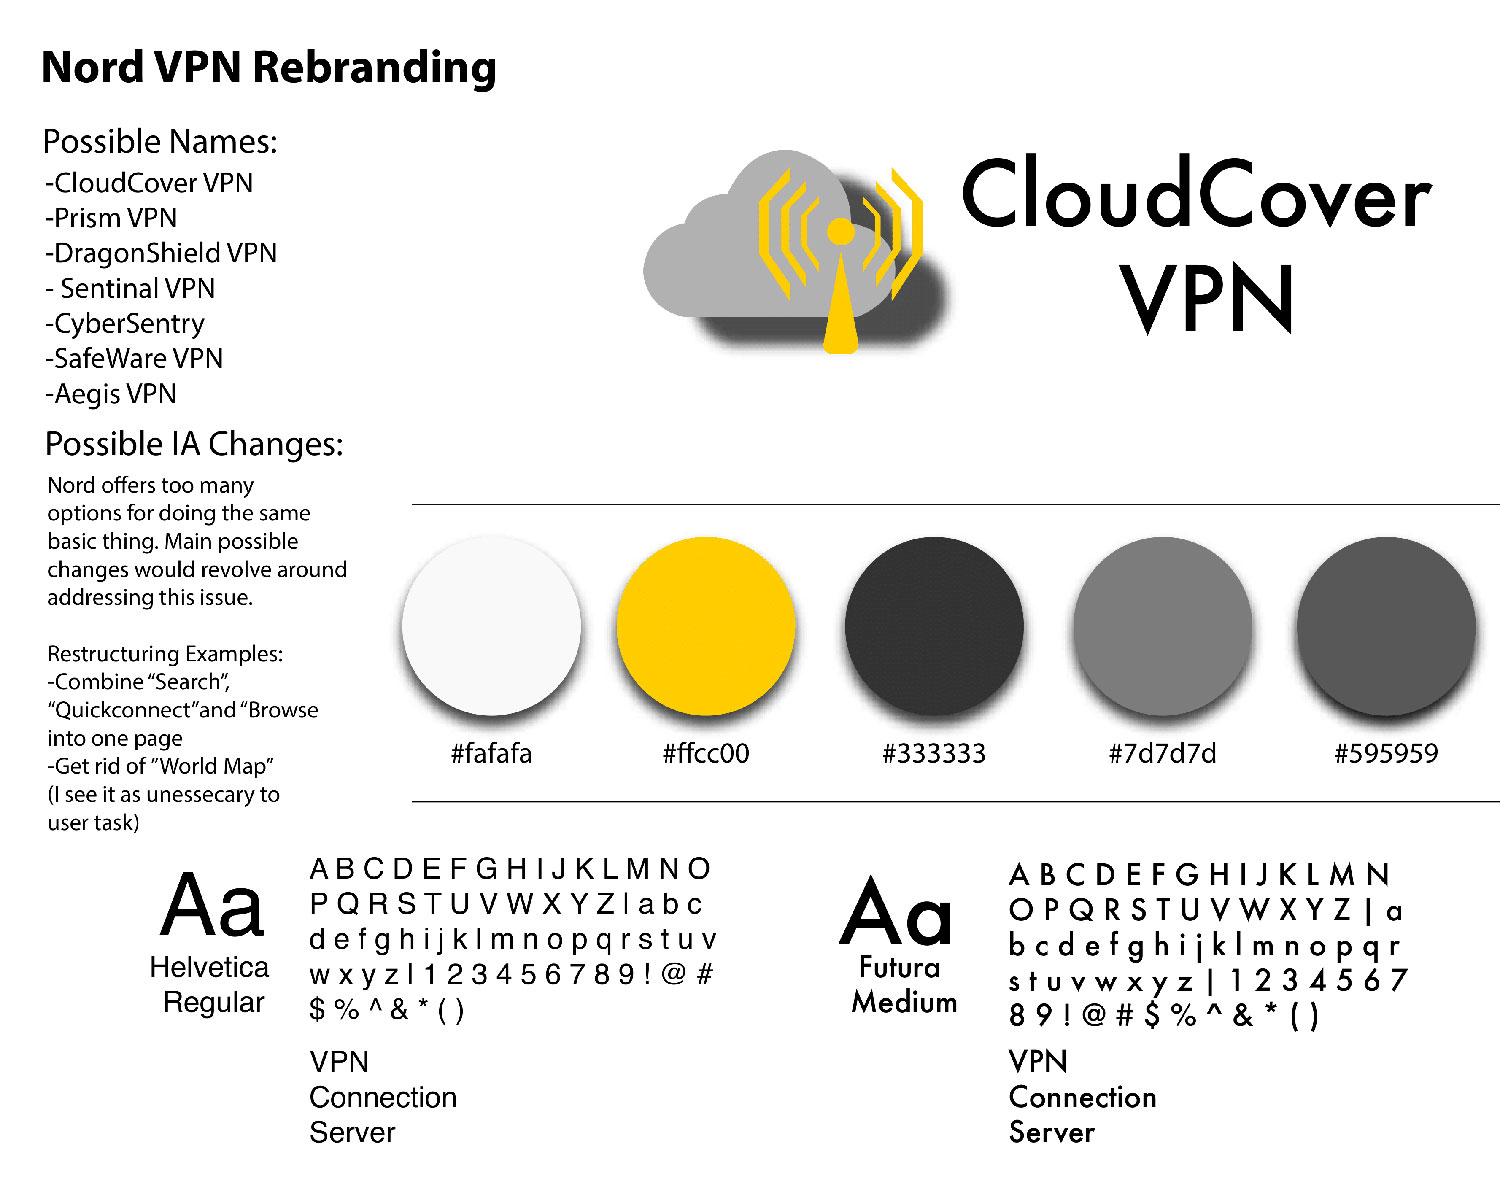 Nord VPN Rebranding
Possible Names:
-CloudCover VPN
-Prism VPN
-DragonShield VPN
- Sentinal VPN
-CyberSentry
-SafeWare VPN
-Aegis VPN
CloudCover
VPN
Possible IA Changes:
Nord offers too many
options for doing the same
basic thing. Main possible
changes would revolve around
addressing this issue.
Restructuring Examples:
-Combine “Search”,
“Quickconnect”and “Browse
into one page
-Get rid of ”World Map”
(I see it as unessecary to
user task)
#fafafa
#ffcc00
#333333
#7d7d7d
#595959
Aa
Helvetica
Regular
A B C D E F G H I J K L M N O
P Q R S T U V W X Y Z | a b c
d e f g h i j k l m n o p q r s t u v
w x y z | 1 2 3 4 5 6 7 8 9 ! @ #
$ % ^ & * ( )
VPN
Connection
Server
Aa
Futura
Medium
A B C D E F G H I J K L M N
O P Q R S T U V W X Y Z | a
b c d e f g h i j k l m n o p q r
s t u v w x y z | 1 2 3 4 5 6 7
8 9 ! @ # $ % ^ & * ( )
VPN
Connection
Server